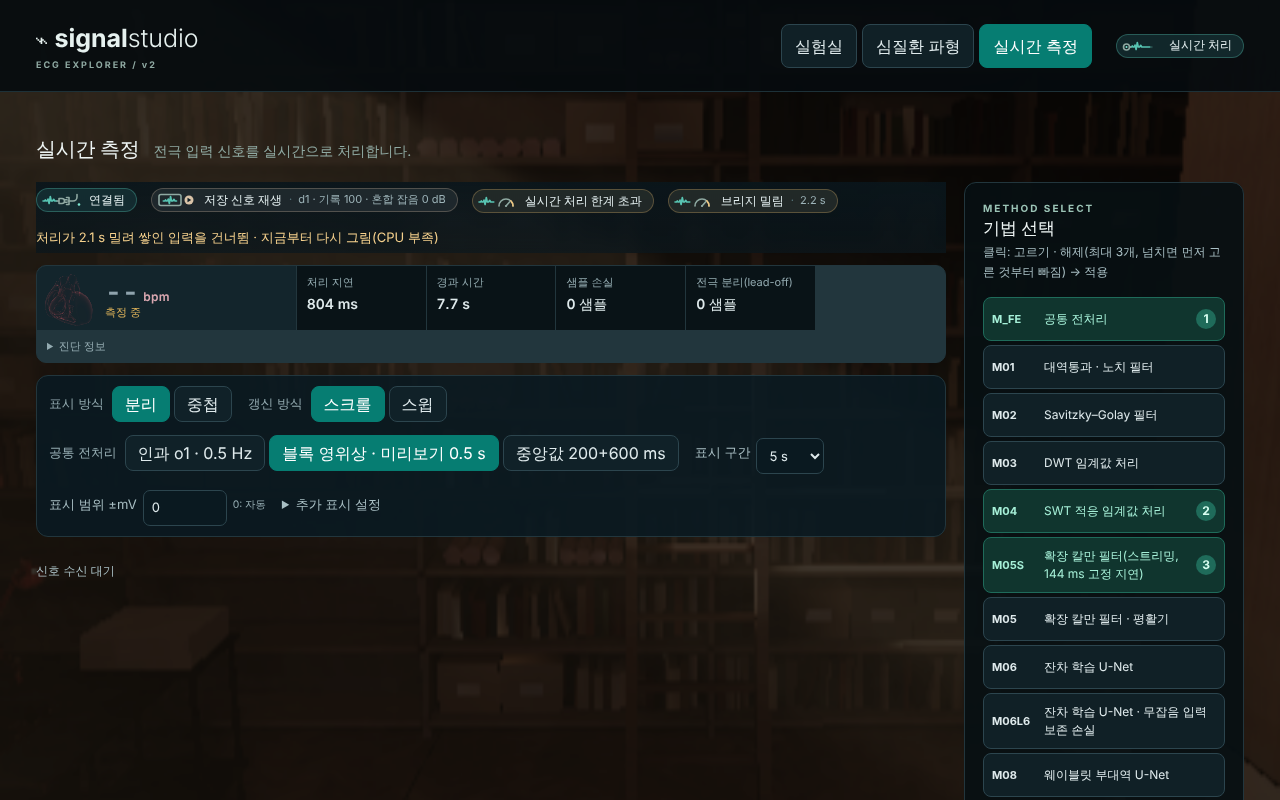 signalstudio
ECG EXPLORER / v2
실험실
심질환 파형
실시간 측정
실시간 처리
실시간 측정 전극 입력 신호를 실시간으로 처리합니다.
연결됨
저장 신호 재생 · d1 · 기록 100 · 혼합 잡음 0 dB
실시간 처리 한계 초과
브리지 밀림 · 2.2 s
처리가 2.1 s 밀려 쌓인 입력을 건너뜀 · 지금부터 다시 그림(CPU 부족)
-- bpm
측정 중
처리 지연
804 ms
경과 시간
7.7 s
샘플 손실
0 샘플
전극 분리(lead-off)
0 샘플
▶ 진단 정보
표시 방식 분리 중첩 갱신 방식 스크롤 스윕
공통 전처리 인과 o1 · 0.5 Hz 블록 영위상 · 미리보기 0.5 s 중앙값 200+600 ms 표시 구간 5 s
표시 범위 ±mV 0 0: 자동 ▶ 추가 표시 설정
신호 수신 대기
METHOD SELECT
기법 선택
클릭: 고르기 · 해제(최대 3개, 넘치면 먼저 고
른 것부터 빠짐) → 적용
M_FE 공통 전처리 1
M01 대역통과 · 노치 필터
M02 Savitzky–Golay 필터
M03 DWT 임계값 처리
M04 SWT 적응 임계값 처리 2
M05S 확장 칼만 필터(스트리밍,
144 ms 고정 지연) 3
M05 확장 칼만 필터 · 평활기
M06 잔차 학습 U-Net
M06L6 잔차 학습 U-Net · 무잡음 입력
보존 손실
M08 웨이블릿 부대역 U-Net